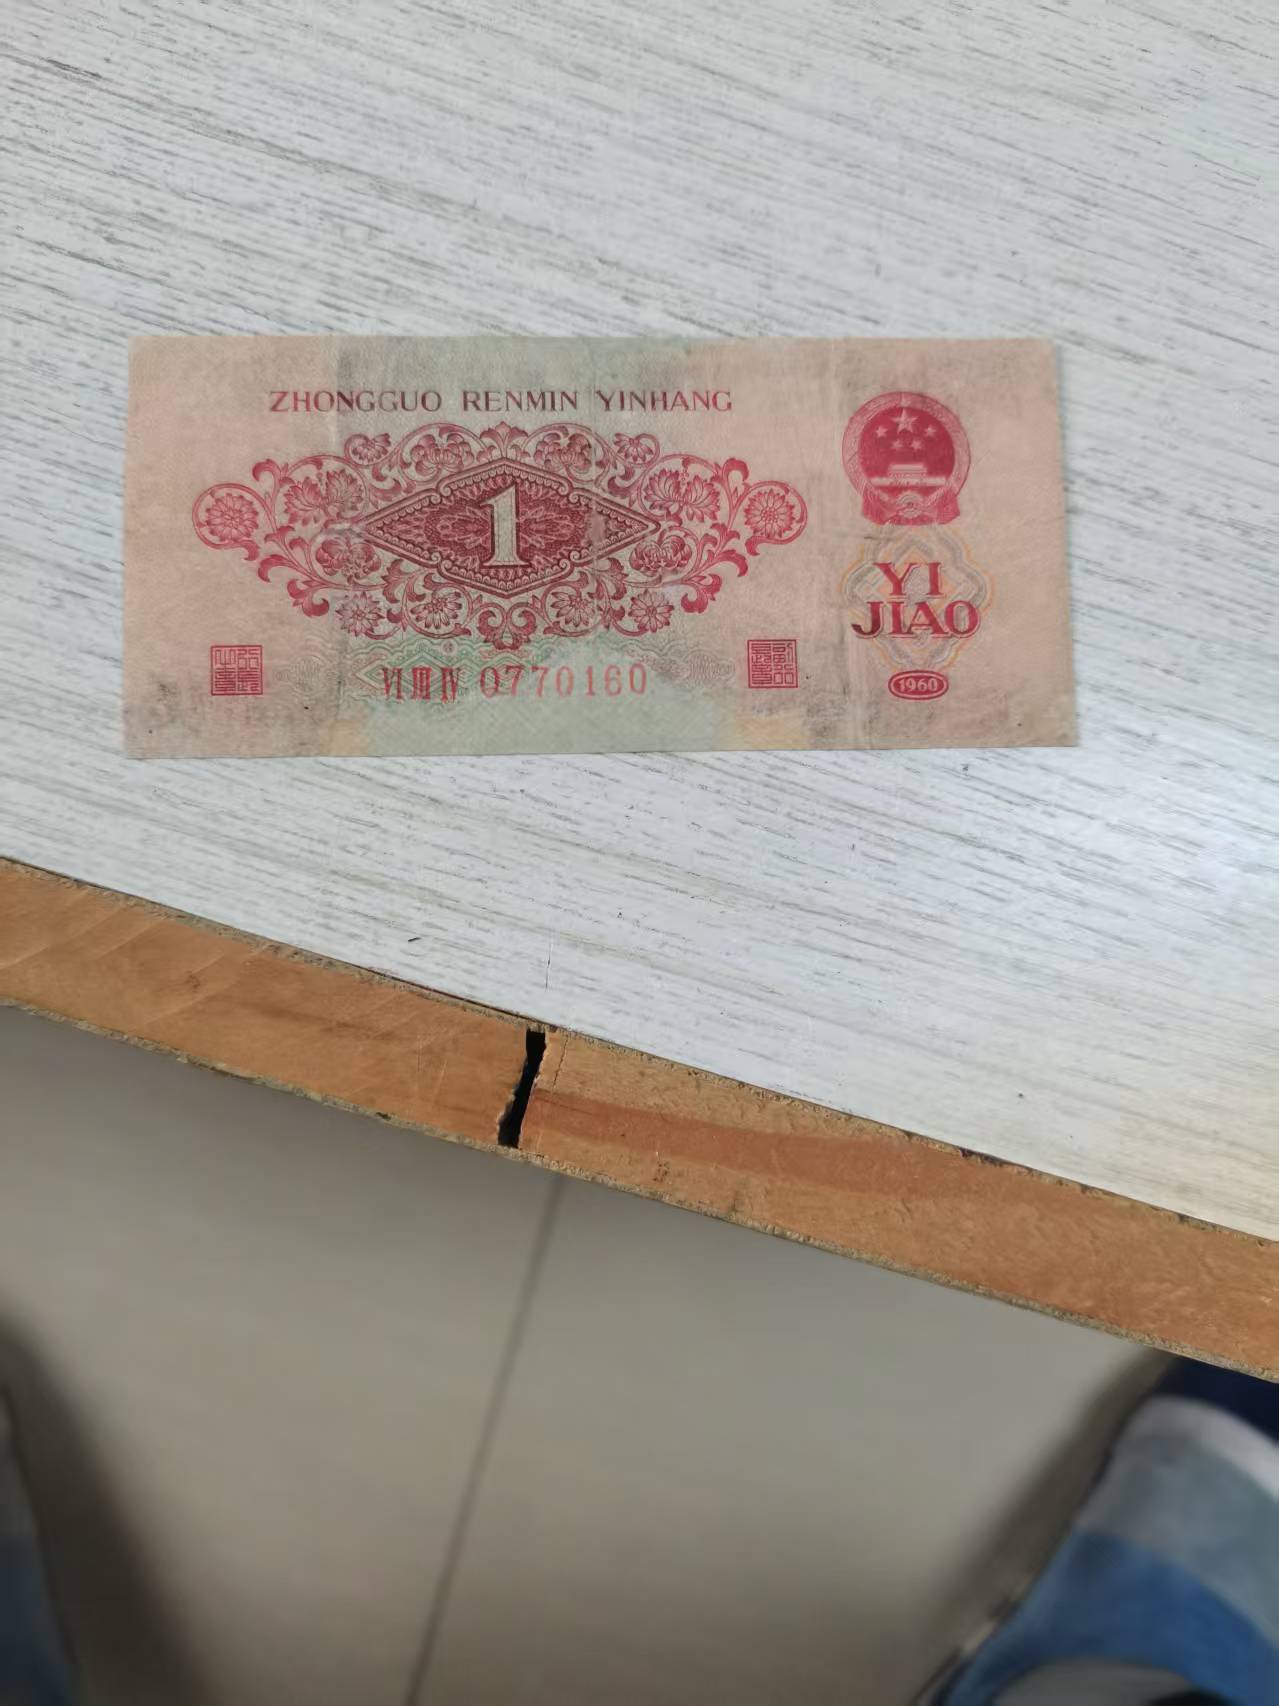 ZHONGGUO RENMIN YINHANG
1
YI
JIAO
VI III IV 0770160
1960